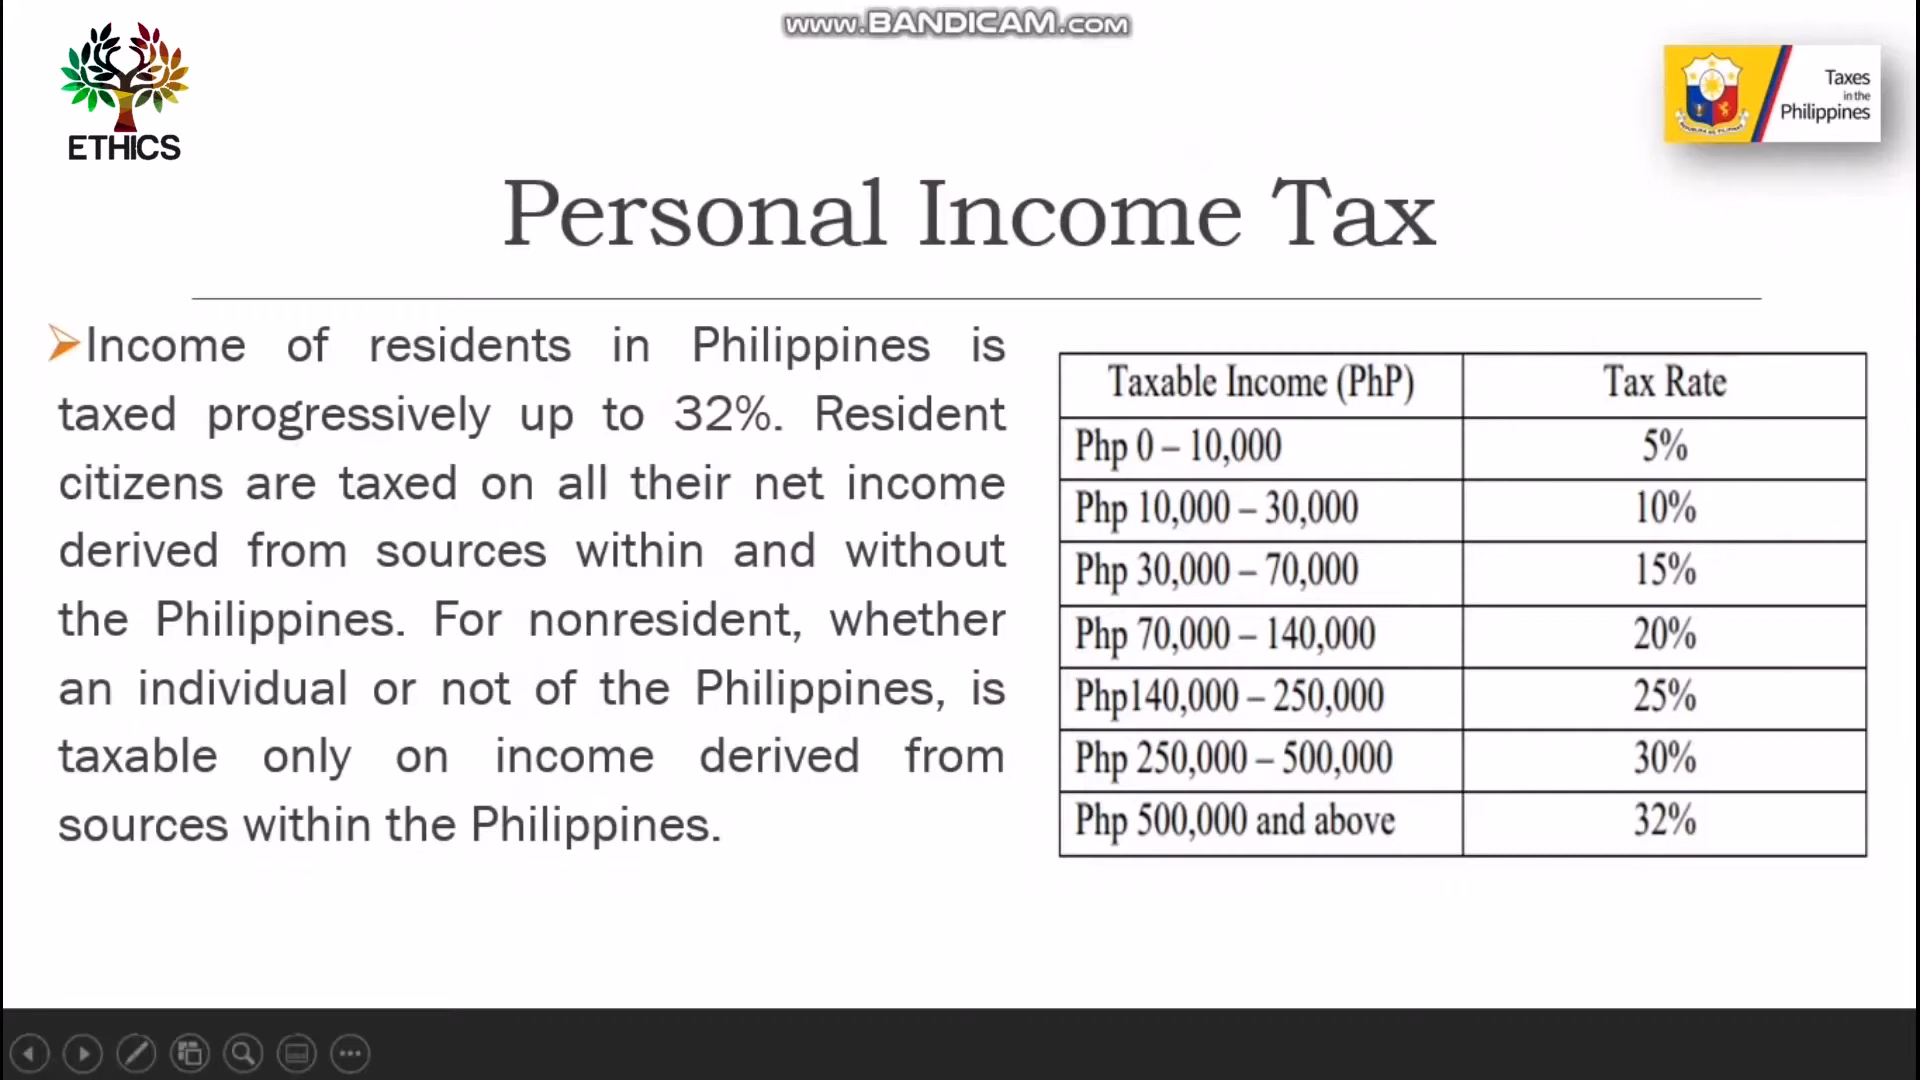 www.BANDICAM.com
ETHICS
Taxes
in the
Philippines
Personal Income Tax
Income of residents in Philippines is
taxed progressively up to 32%. Resident
citizens are taxed on all their net income
derived from sources within and without
the Philippines. For nonresident, whether
an individual or not of the Philippines, is
taxable only on income derived from
sources within the Philippines.
Taxable Income (PhP) Tax Rate
Php 0 – 10,000 5%
Php 10,000 – 30,000 10%
Php 30,000 – 70,000 15%
Php 70,000 – 140,000 20%
Php140,000 – 250,000 25%
Php 250,000 – 500,000 30%
Php 500,000 and above 32%